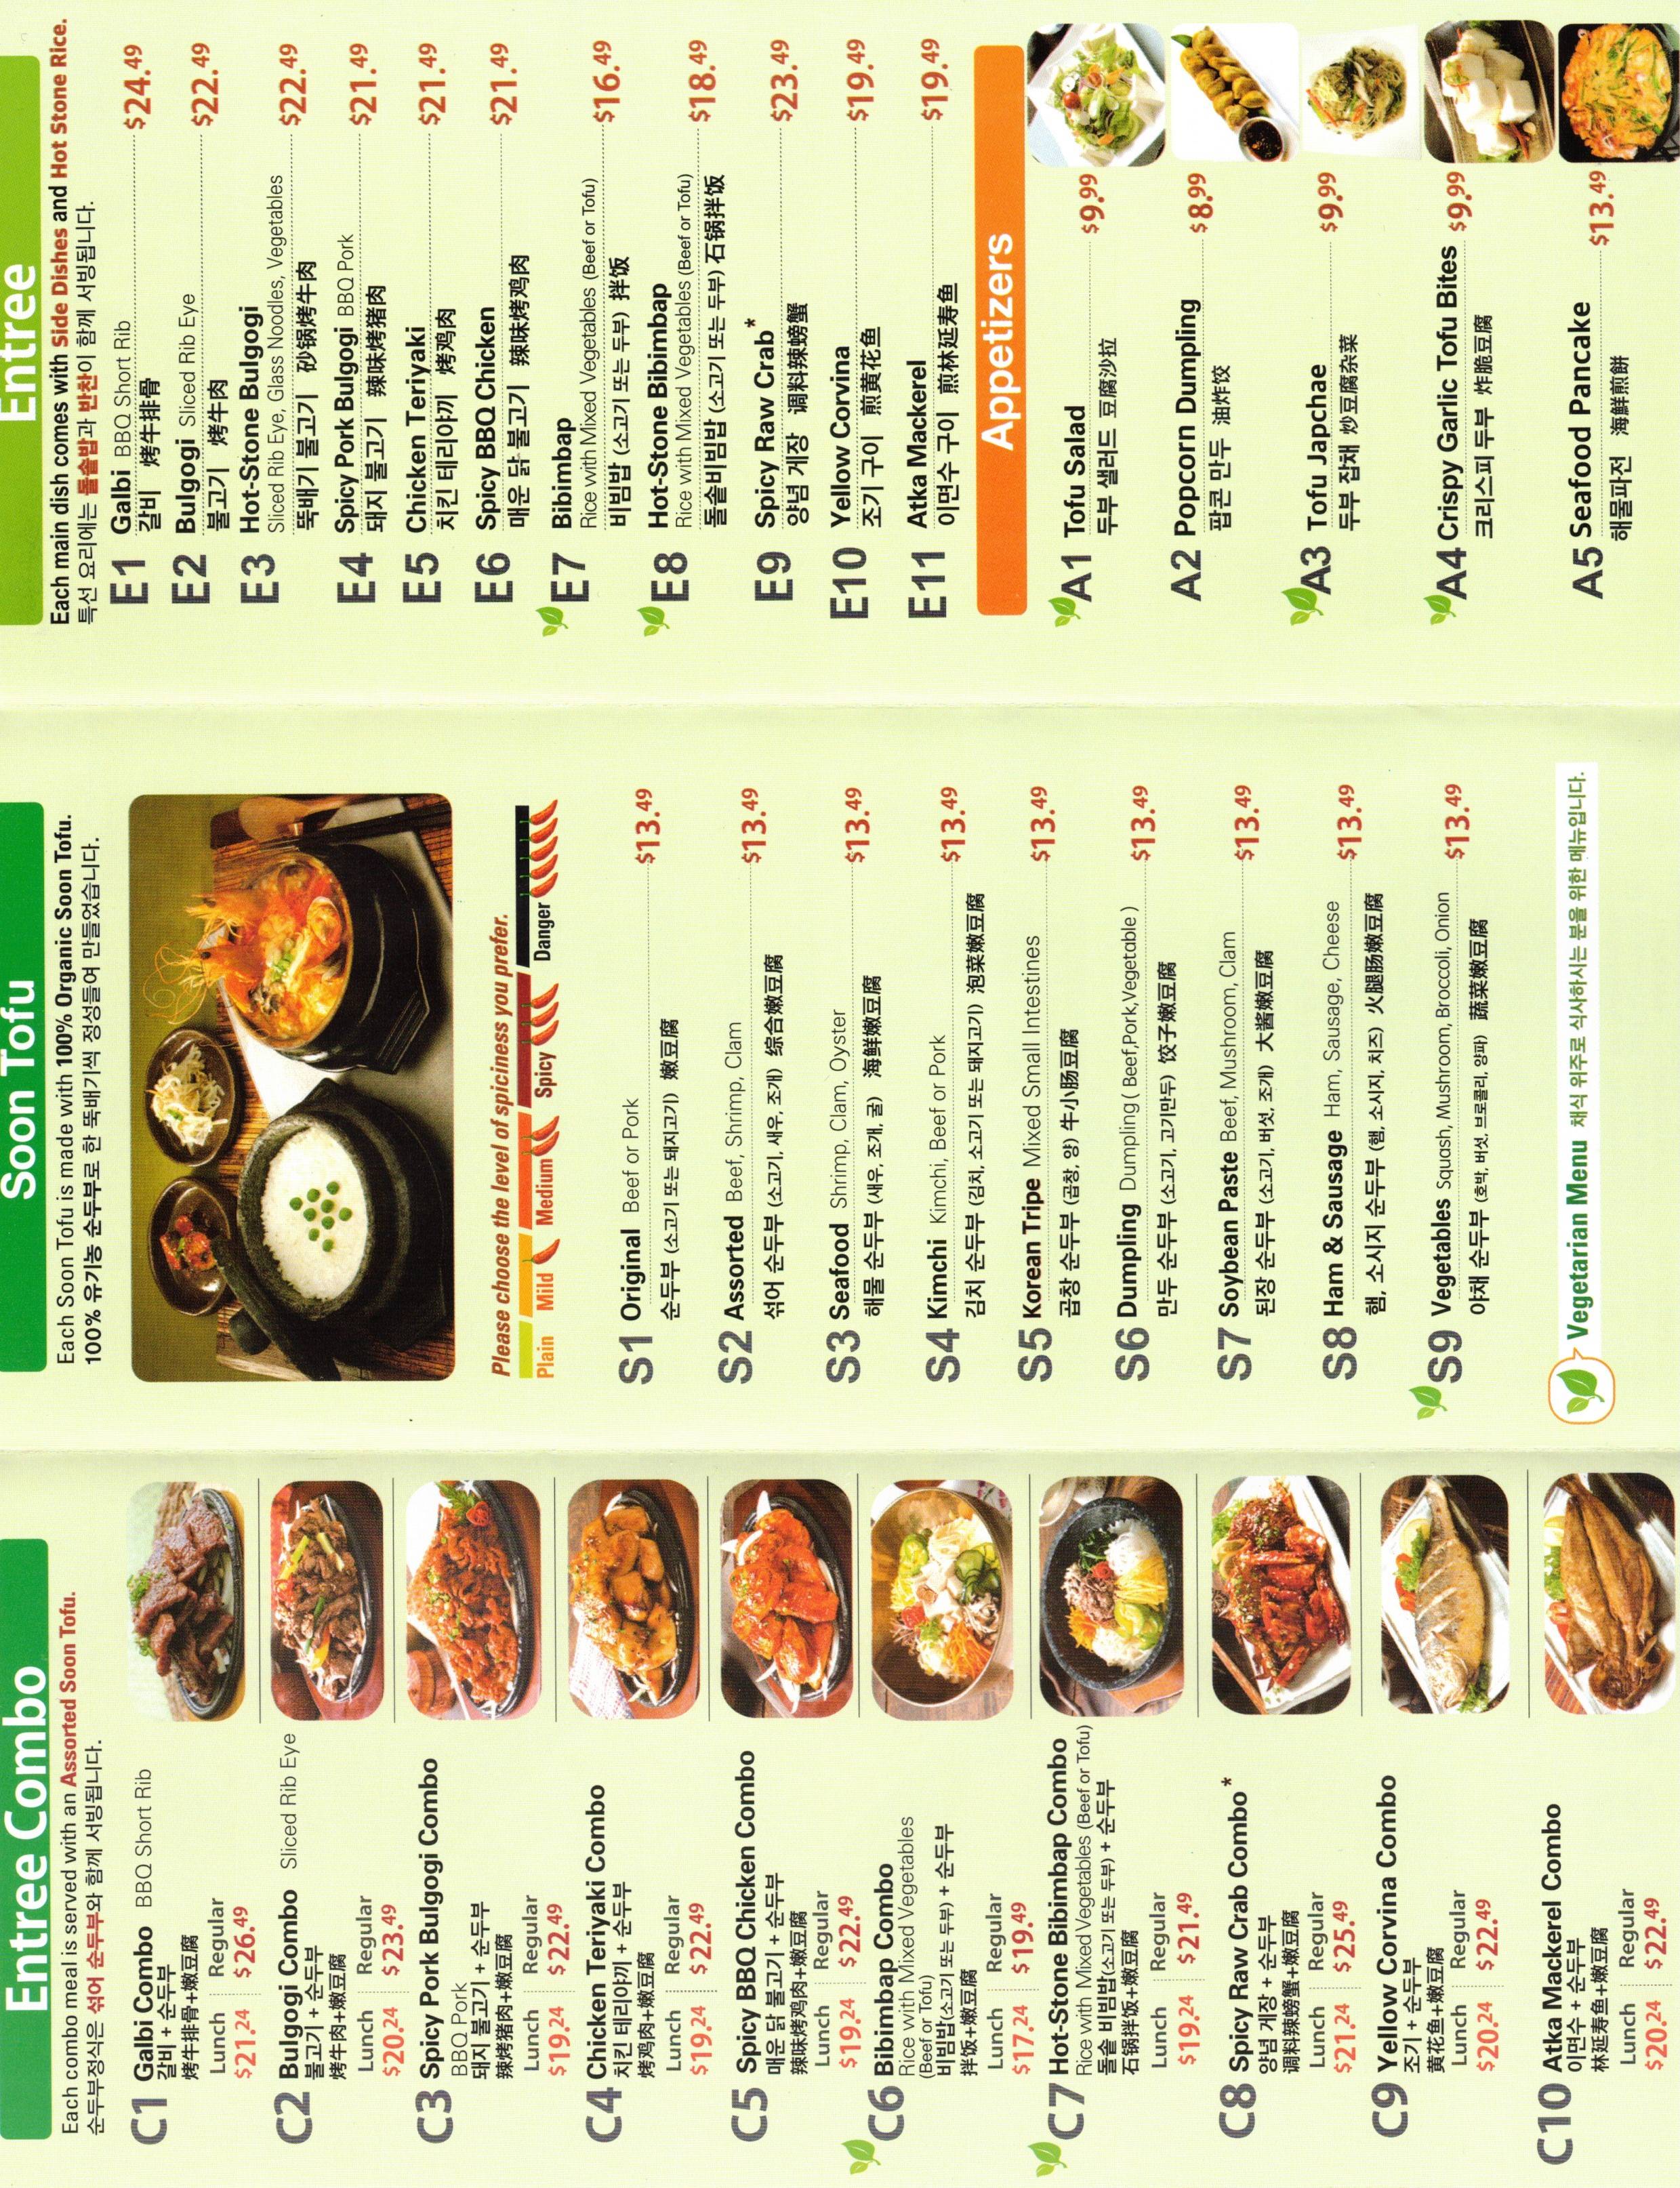 Entree Combo
Each combo meal is served with an Assorted Soon Tofu.
순두부정식은 섞어 순두부와 함께 서빙됩니다.
C1 Galbi Combo BBQ Short Rib
갈비 + 순두부
烤牛排骨+嫩豆腐
Lunch Regular
$21.24 $26.49
C2 Bulgogi Combo Sliced Rib Eye
불고기 + 순두부
烤牛肉+嫩豆腐
Lunch Regular
$20.24 $23.49
C3 Spicy Pork Bulgogi Combo
BBQ Pork
돼지 불고기 + 순두부
辣烤猪肉+嫩豆腐
Lunch Regular
$19.24 $22.49
C4 Chicken Teriyaki Combo
치킨 테리야끼 + 순두부
烤鸡肉+嫩豆腐
Lunch Regular
$19.24 $22.49
C5 Spicy BBQ Chicken Combo
매운 닭 불고기 + 순두부
辣味烤鸡肉+嫩豆腐
Lunch Regular
$19.24 $22.49
C6 Bibimbap Combo
Rice with Mixed Vegetables
(Beef or Tofu)
비빔밥(소고기 또는 두부) + 순두부
拌饭+嫩豆腐
Lunch Regular
$17.24 $19.49
C7 Hot-Stone Bibimbap Combo
Rice with Mixed Vegetables (Beef or Tofu)
돌솥 비빔밥(소고기 또는 두부) + 순두부
石锅拌饭+嫩豆腐
Lunch Regular
$19.24 $21.49
C8 Spicy Raw Crab Combo*
양념 게장 + 순두부
调料辣螃蟹+嫩豆腐
Lunch Regular
$21.24 $25.49
C9 Yellow Corvina Combo
조기 + 순두부
黄花鱼+嫩豆腐
Lunch Regular
$20.24 $22.49
C10 Atka Mackerel Combo
이면수 + 순두부
林延寿鱼+嫩豆腐
Lunch Regular
$20.24 $22.49
Soon Tofu
Each Soon Tofu is made with 100% Organic Soon Tofu.
100% 유기농 순두부로 한 뚝배기씩 정성들여 만들었습니다.
Please choose the level of spiciness you prefer.
Plain Mild Medium Spicy Danger
S1 Original Beef or Pork $13.49
순두부 (소고기 또는 돼지고기) 嫩豆腐
S2 Assorted Beef, Shrimp, Clam $13.49
섞어 순두부 (소고기, 새우, 조개) 综合嫩豆腐
S3 Seafood Shrimp, Clam, Oyster $13.49
해물 순두부 (새우, 조개, 굴) 海鲜嫩豆腐
S4 Kimchi Kimchi, Beef or Pork $13.49
김치 순두부 (김치, 소고기 또는 돼지고기) 泡菜嫩豆腐
S5 Korean Tripe Mixed Small Intestines $13.49
곱창 순두부 (곱창, 양) 牛小肠豆腐
S6 Dumpling Dumpling ( Beef,Pork,Vegetable ) $13.49
만두 순두부 (소고기, 고기만두) 饺子嫩豆腐
S7 Soybean Paste Beef, Mushroom, Clam $13.49
된장 순두부 (소고기, 버섯, 조개) 大酱嫩豆腐
S8 Ham & Sausage Ham, Sausage, Cheese $13.49
햄, 소시지 순두부 (햄, 소시지, 치즈) 火腿肠嫩豆腐
S9 Vegetables Squash, Mushroom, Broccoli, Onion $13.49
야채 순두부 (호박, 버섯, 브로콜리, 양파) 蔬菜嫩豆腐
Vegetarian Menu 채식 위주로 식사하시는 분을 위한 메뉴입니다.
Entree
Each main dish comes with Side Dishes and Hot Stone Rice.
특선 요리에는 돌솥밥과 반찬이 함께 서빙됩니다.
E1 Galbi BBQ Short Rib $24.49
갈비 烤牛排骨
E2 Bulgogi Sliced Rib Eye $22.49
불고기 烤牛肉
E3 Hot-Stone Bulgogi
Sliced Rib Eye, Glass Noodles, Vegetables $22.49
뚝배기 불고기 砂锅烤牛肉
E4 Spicy Pork Bulgogi BBQ Pork $21.49
돼지 불고기 辣味烤猪肉
E5 Chicken Teriyaki $21.49
치킨 테리야끼 烤鸡肉
E6 Spicy BBQ Chicken $21.49
매운 닭 불고기 辣味烤鸡肉
E7 Bibimbap
Rice with Mixed Vegetables (Beef or Tofu) $16.49
비빔밥 (소고기 또는 두부) 拌饭
E8 Hot-Stone Bibimbap
Rice with Mixed Vegetables (Beef or Tofu) $18.49
돌솥비빔밥 (소고기 또는 두부) 石锅拌饭
E9 Spicy Raw Crab* $23.49
양념 게장 调料辣螃蟹
E10 Yellow Corvina $19.49
조기 구이 煎黄花鱼
E11 Atka Mackerel $19.49
이면수 구이 煎林延寿鱼
Appetizers
A1 Tofu Salad $9.99
두부 샐러드 豆腐沙拉
A2 Popcorn Dumpling $8.99
팝콘 만두 油炸饺
A3 Tofu Japchae $9.99
두부 잡채 炒豆腐杂菜
A4 Crispy Garlic Tofu Bites $9.99
크리스피 두부 炸脆豆腐
A5 Seafood Pancake $13.49
해물파전 海鮮煎餅